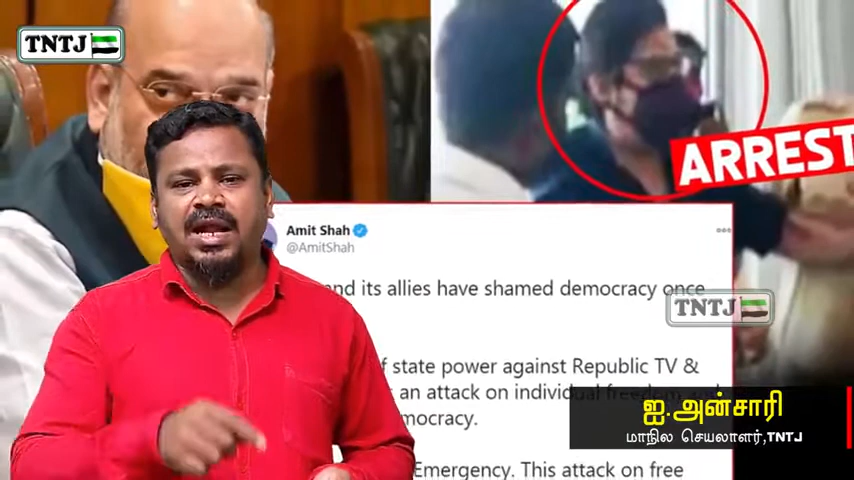 TNTJ
ARREST
Amit Shah
@AmitShah
and its allies have shamed democracy once
TNTJ
of state power against Republic TV &
an attack on individual freedom and
ஐ.அன்சாரி
மாநில செயலாளர்,TNTJ
Emergency. This attack on free